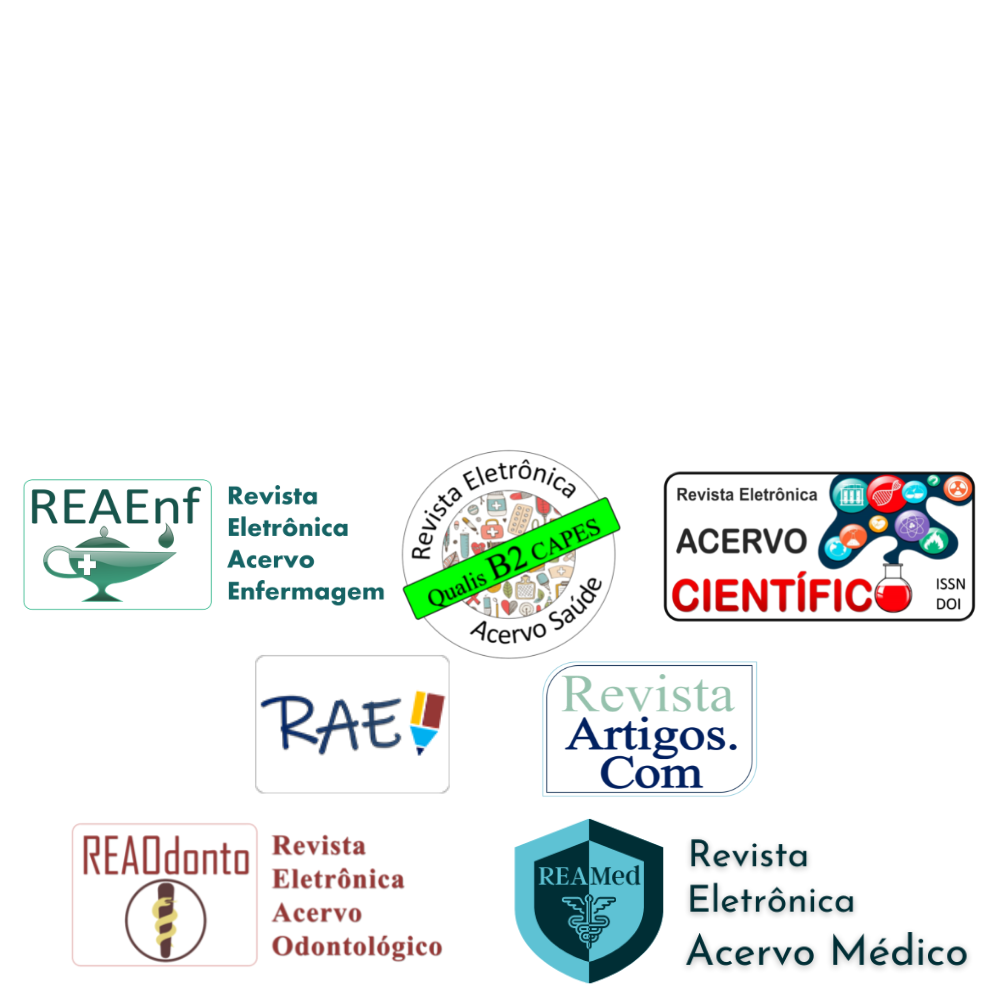 REAEnf
Revista
Eletrônica
Acervo
Enfermagem
Revista Eletrônica
Qualis B2 CAPES
Acervo Saúde
Revista Eletrônica
ACERVO
CIENTÍFICO
ISSN
DOI
RAE
Revista
Artigos.
Com
REAOdonto
Revista
Eletrônica
Acervo
Odontológico
REAMed
Revista
Eletrônica
Acervo Médico